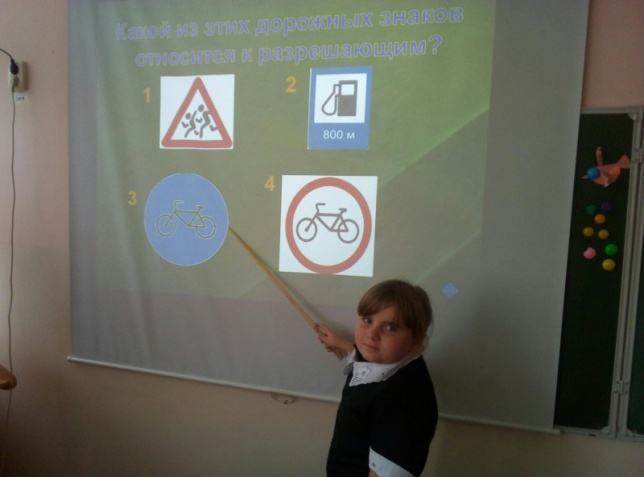 Какой из этих дорожных знаков
относится к разрешающим?
1
2
800 м
3
4